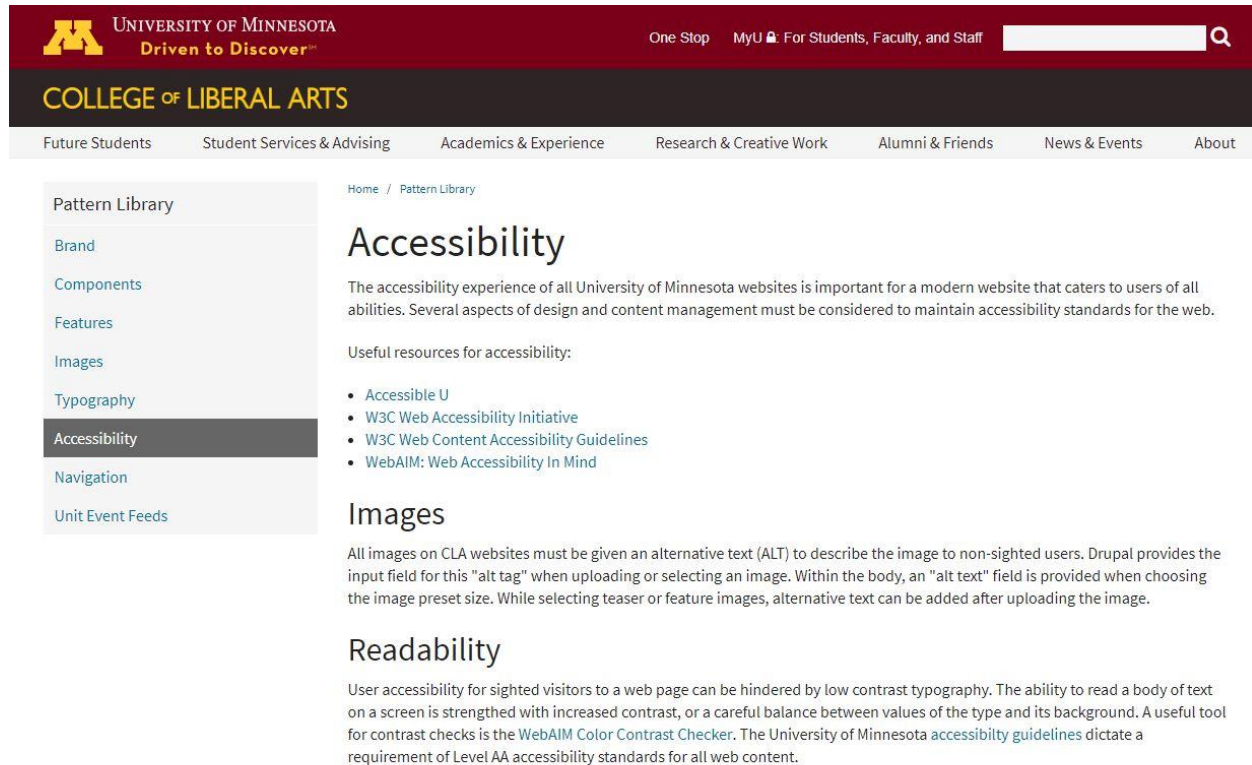 UNIVERSITY OF MINNESOTA
Driven to Discover℠
One Stop MyU : For Students, Faculty, and Staff
COLLEGE OF LIBERAL ARTS
Future Students Student Services & Advising Academics & Experience Research & Creative Work Alumni & Friends News & Events About
Pattern Library
Brand
Components
Features
Images
Typography
Accessibility
Navigation
Unit Event Feeds
Home / Pattern Library
Accessibility
The accessibility experience of all University of Minnesota websites is important for a modern website that caters to users of all
abilities. Several aspects of design and content management must be considered to maintain accessibility standards for the web.
Useful resources for accessibility:
• Accessible U
• W3C Web Accessibility Initiative
• W3C Web Content Accessibility Guidelines
• WebAIM: Web Accessibility In Mind
Images
All images on CLA websites must be given an alternative text (ALT) to describe the image to non-sighted users. Drupal provides the
input field for this "alt tag" when uploading or selecting an image. Within the body, an "alt text" field is provided when choosing
the image preset size. While selecting teaser or feature images, alternative text can be added after uploading the image.
Readability
User accessibility for sighted visitors to a web page can be hindered by low contrast typography. The ability to read a body of text
on a screen is strengthed with increased contrast, or a careful balance between values of the type and its background. A useful tool
for contrast checks is the WebAIM Color Contrast Checker. The University of Minnesota accessibilty guidelines dictate a
requirement of Level AA accessibility standards for all web content.